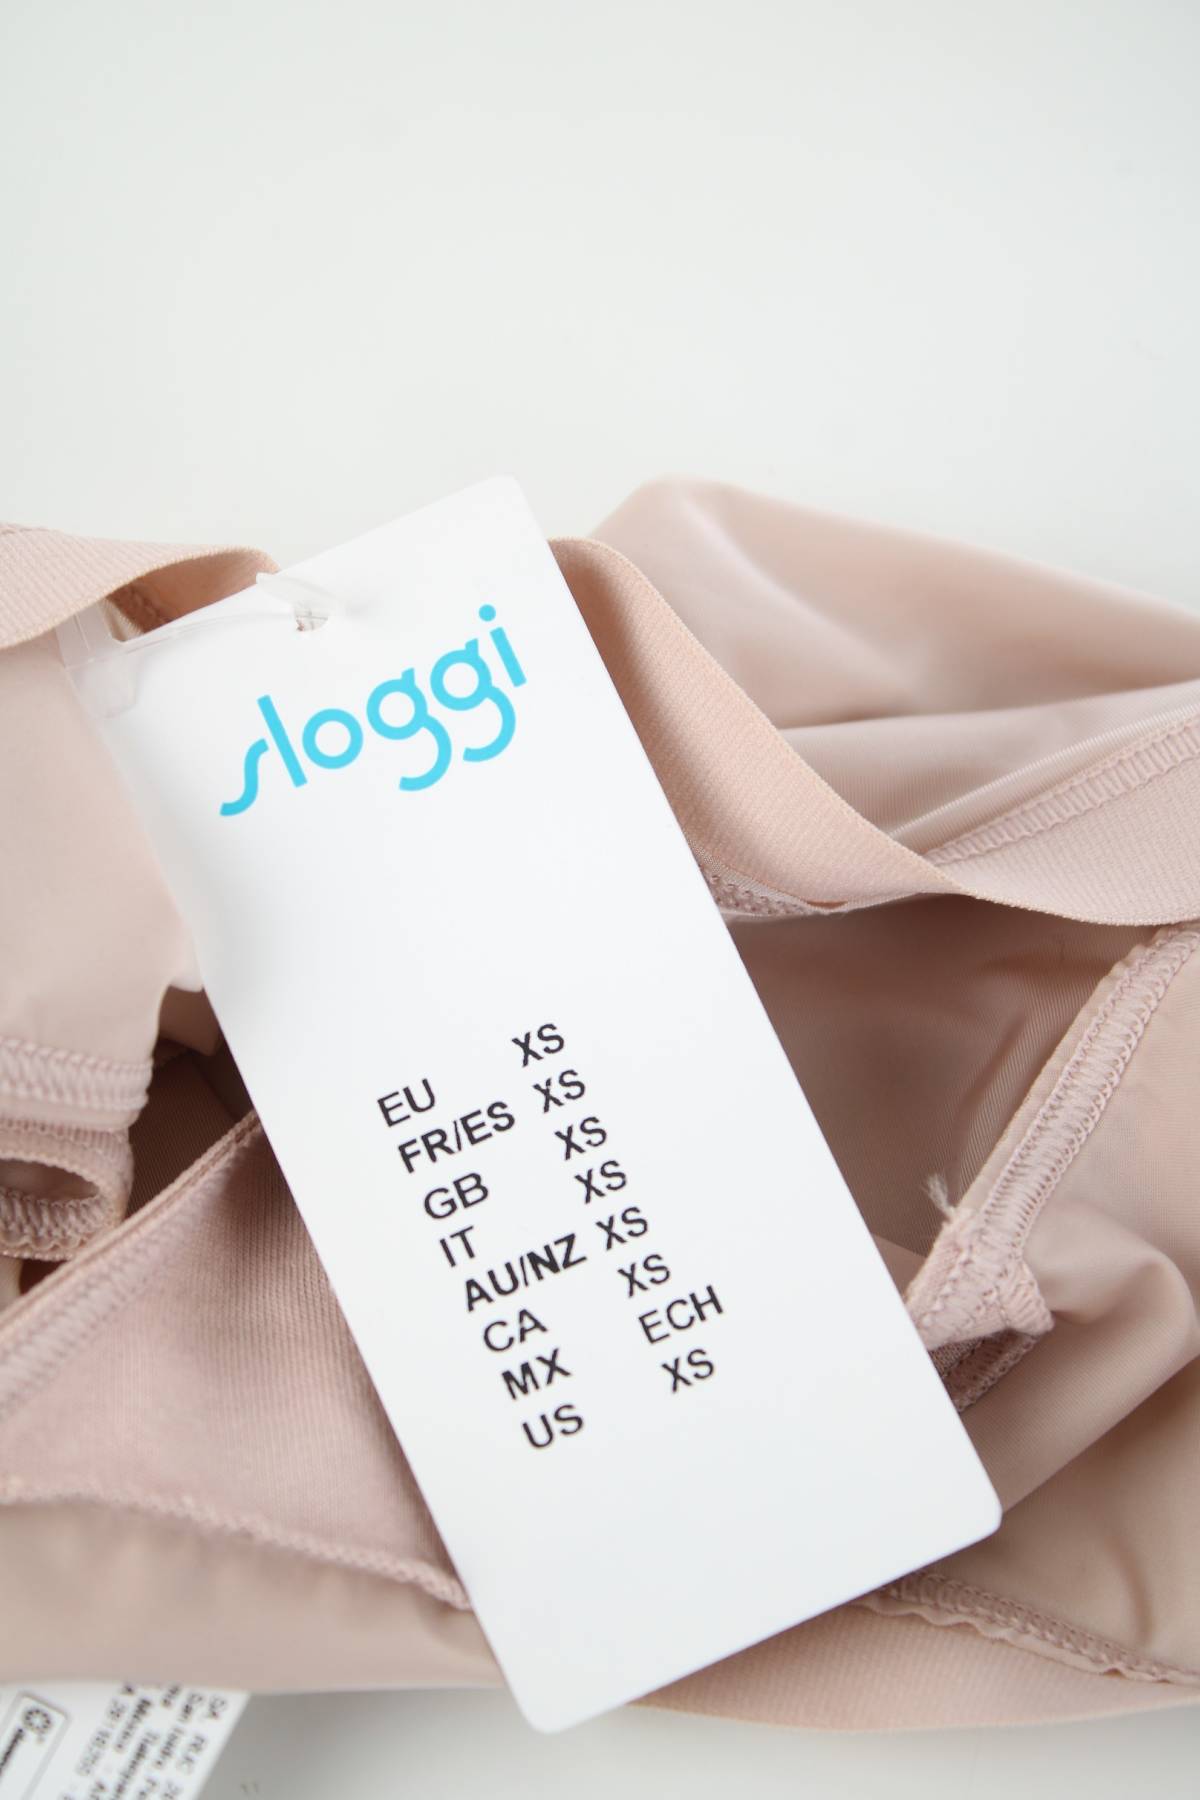 sloggi
EU XS
FR/ES XS
GB XS
IT XS
AU/NZ XS
CA XS
MX ECH
US XS